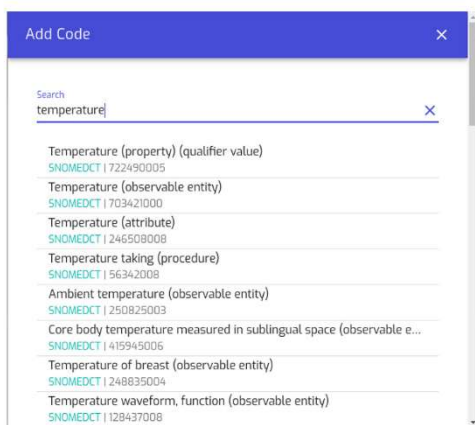 Add Code
Search
temperature
Temperature (property) (qualifier value)
SNOMEDCT | 722490005
Temperature (observable entity)
SNOMEDCT | 703421000
Temperature (attribute)
SNOMEDCT | 246508008
Temperature taking (procedure)
SNOMEDCT | 56342008
Ambient temperature (observable entity)
SNOMEDCT | 250825003
Core body temperature measured in sublingual space (observable e...
SNOMEDCT | 415945006
Temperature of breast (observable entity)
SNOMEDCT | 248835004
Temperature waveform, function (observable entity)
SNOMEDCT | 128437008